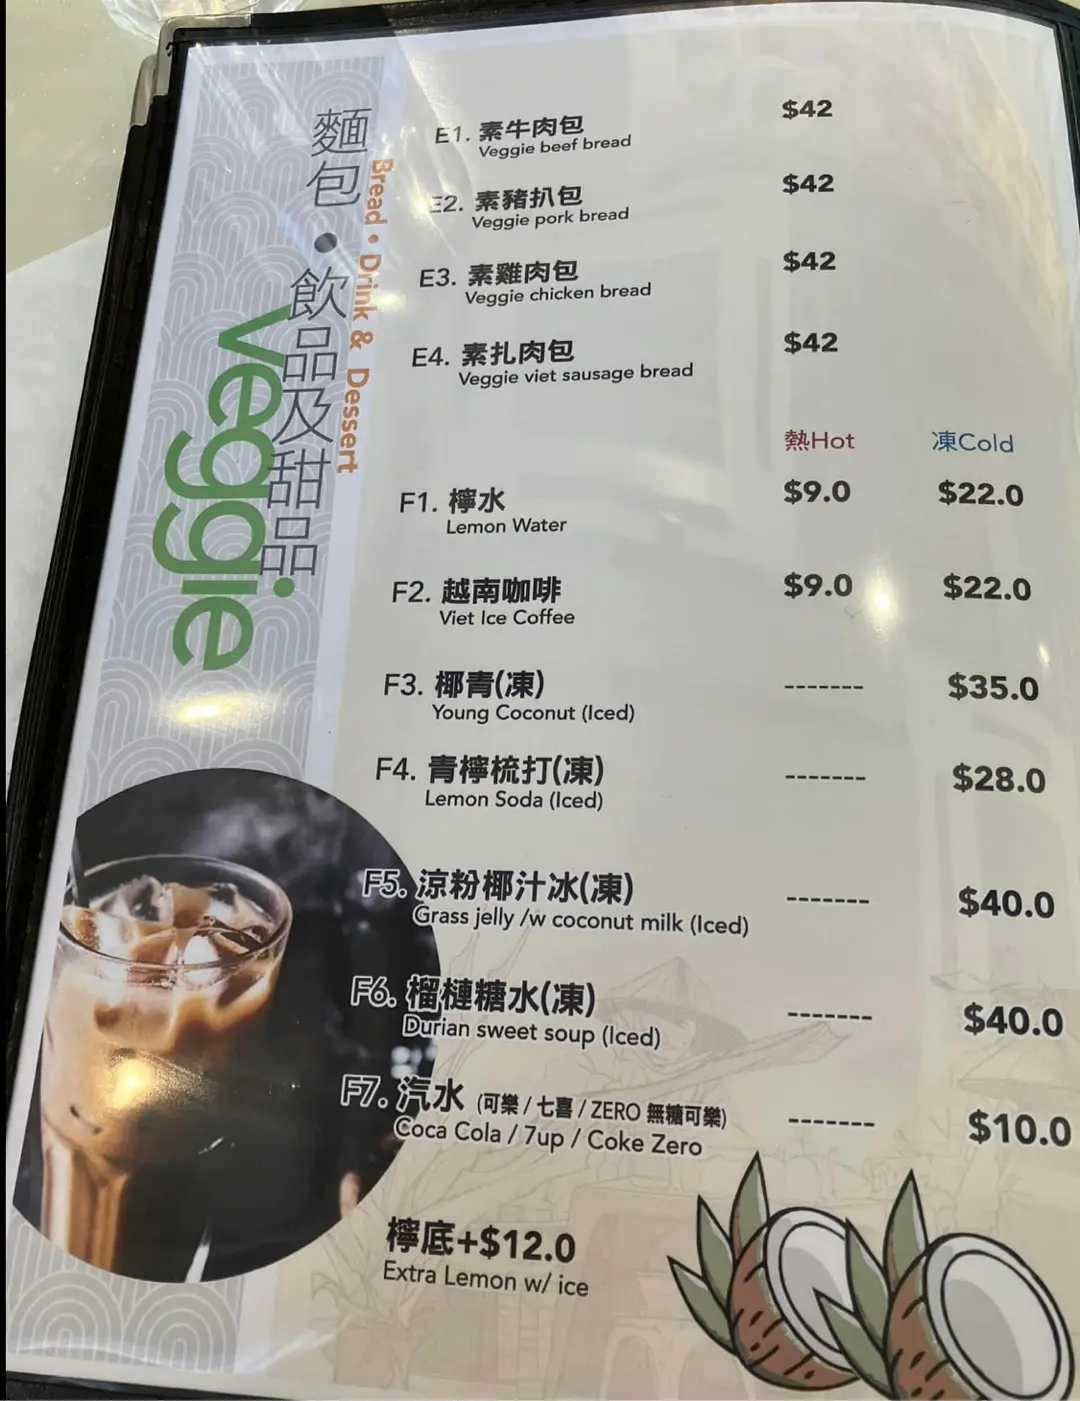 麵包・飲品及甜品
Bread • Drink & Dessert
veggie
E1. 素牛肉包 $42
Veggie beef bread
E2. 素豬扒包 $42
Veggie pork bread
E3. 素雞肉包 $42
Veggie chicken bread
E4. 素扎肉包 $42
Veggie viet sausage bread
熱Hot 凍Cold
F1. 檸水 $9.0 $22.0
Lemon Water
F2. 越南咖啡 $9.0 $22.0
Viet Ice Coffee
F3. 椰青(凍) ------- $35.0
Young Coconut (Iced)
F4. 青檸梳打(凍) ------- $28.0
Lemon Soda (Iced)
F5. 涼粉椰汁冰(凍) ------- $40.0
Grass jelly /w coconut milk (Iced)
F6. 榴槤糖水(凍) ------- $40.0
Durian sweet soup (Iced)
F7. 汽水 (可樂 / 七喜 / ZERO 無糖可樂) ------- $10.0
Coca Cola / 7up / Coke Zero
檸底+$12.0
Extra Lemon w/ ice